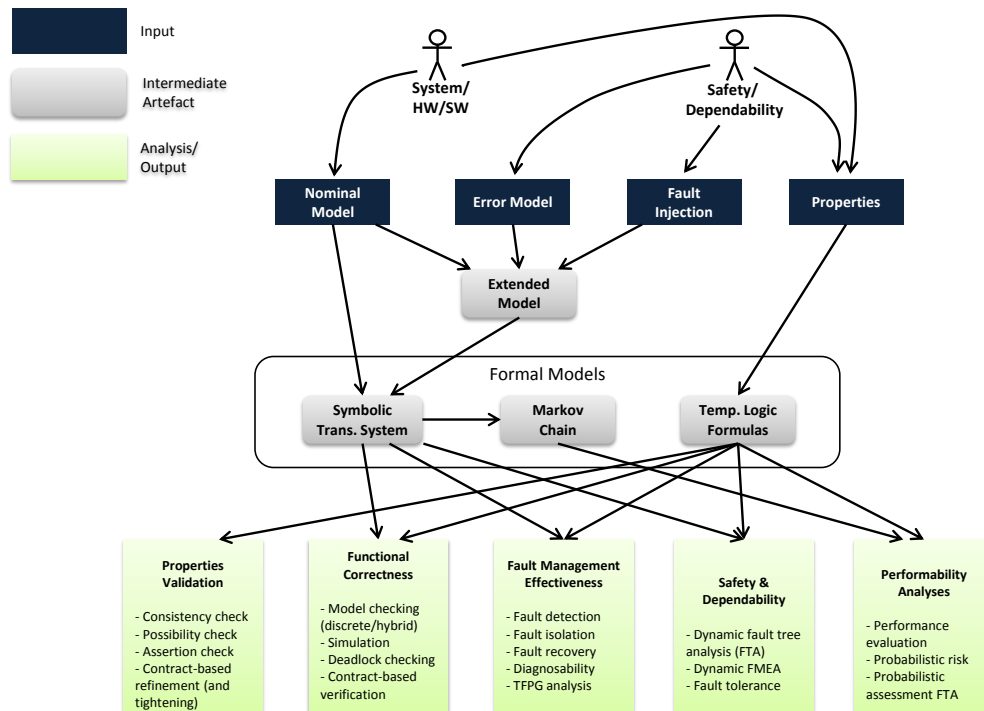 Input
Intermediate
Artefact
Analysis/
Output
System/
HW/SW
Safety/
Dependability
Nominal
Model
Error Model
Fault
Injection
Properties
Extended
Model
Formal Models
Symbolic
Trans. System
Markov
Chain
Temp. Logic
Formulas
Properties
Validation
- Consistency check
- Possibility check
- Assertion check
- Contract-based
refinement (and
tightening)
Functional
Correctness
- Model checking
(discrete/hybrid)
- Simulation
- Deadlock checking
- Contract-based
verification
Fault Management
Effectiveness
- Fault detection
- Fault isolation
- Fault recovery
- Diagnosability
- TFPG analysis
Safety &
Dependability
- Dynamic fault tree
analysis (FTA)
- Dynamic FMEA
- Fault tolerance
Performability
Analyses
- Performance
evaluation
- Probabilistic risk
- Probabilistic
assessment FTA